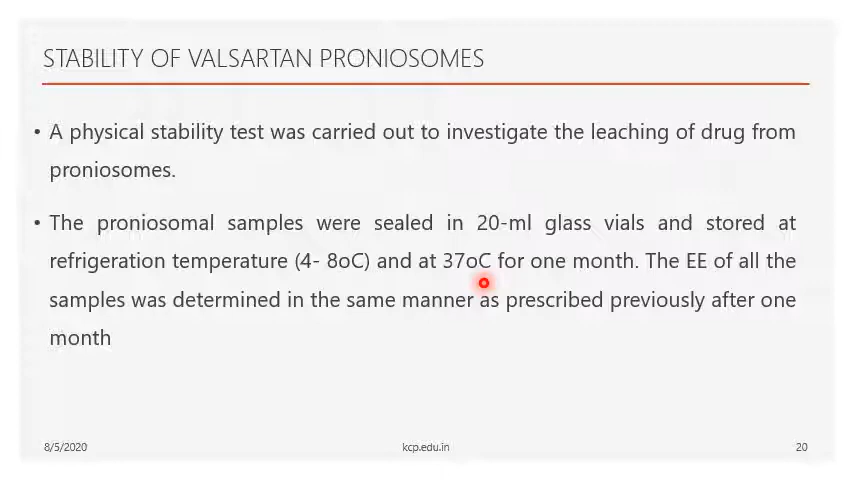 STABILITY OF VALSARTAN PRONIOSOMES
• A physical stability test was carried out to investigate the leaching of drug from
proniosomes.
• The proniosomal samples were sealed in 20-ml glass vials and stored at
refrigeration temperature (4- 8oC) and at 37oC for one month. The EE of all the
samples was determined in the same manner as prescribed previously after one
month
8/5/2020 kcp.edu.in 20